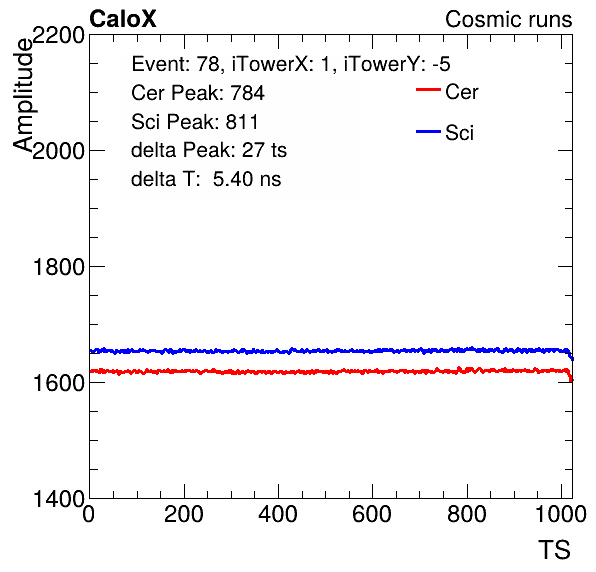 CaloX Cosmic runs
Amplitude
2200
2000
1800
1600
1400
Event: 78, iTowerX: 1, iTowerY: -5
Cer Peak: 784
Sci Peak: 811
delta Peak: 27 ts
delta T:  5.40 ns
Cer
Sci
0 200 400 600 800 1000
TS